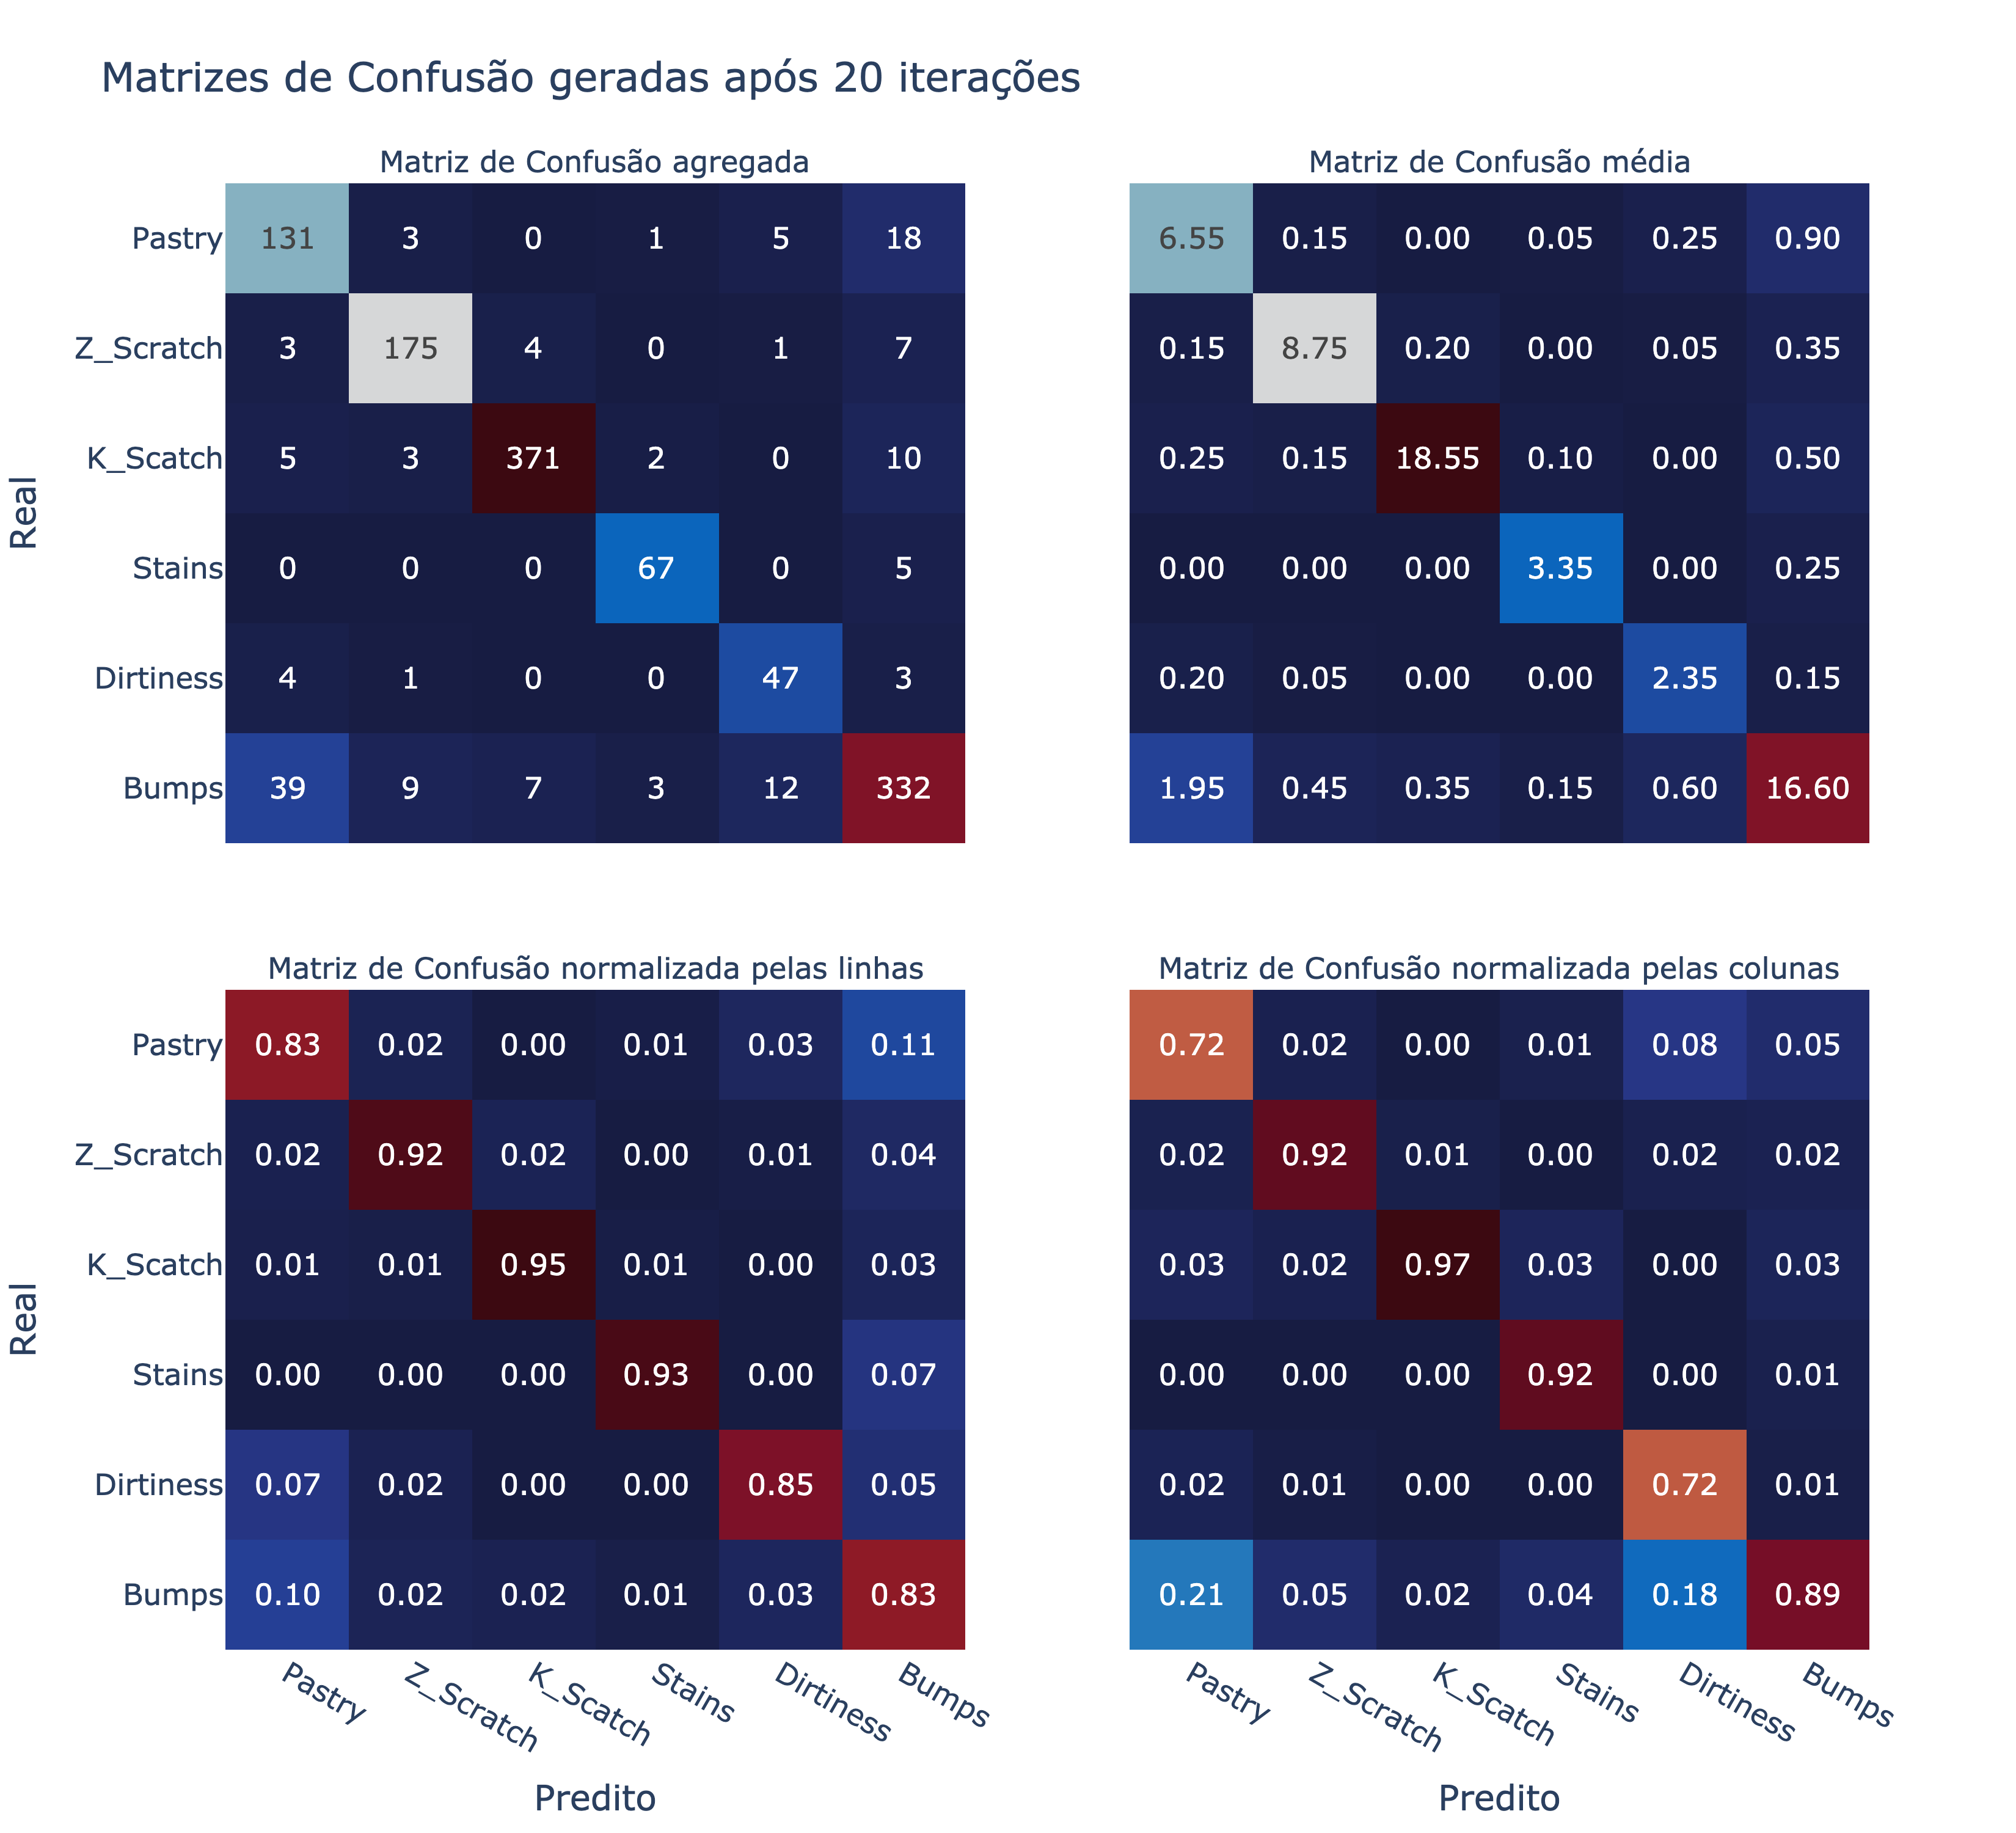 Matrizes de Confusão geradas após 20 iterações
Matriz de Confusão agregada
Real
Pastry 131 3 0 1 5 18
Z_Scratch 3 175 4 0 1 7
K_Scatch 5 3 371 2 0 10
Stains 0 0 0 67 0 5
Dirtiness 4 1 0 0 47 3
Bumps 39 9 7 3 12 332
Matriz de Confusão média
6.55 0.15 0.00 0.05 0.25 0.90
0.15 8.75 0.20 0.00 0.05 0.35
0.25 0.15 18.55 0.10 0.00 0.50
0.00 0.00 0.00 3.35 0.00 0.25
0.20 0.05 0.00 0.00 2.35 0.15
1.95 0.45 0.35 0.15 0.60 16.60
Matriz de Confusão normalizada pelas linhas
Real
Pastry 0.83 0.02 0.00 0.01 0.03 0.11
Z_Scratch 0.02 0.92 0.02 0.00 0.01 0.04
K_Scatch 0.01 0.01 0.95 0.01 0.00 0.03
Stains 0.00 0.00 0.00 0.93 0.00 0.07
Dirtiness 0.07 0.02 0.00 0.00 0.85 0.05
Bumps 0.10 0.02 0.02 0.01 0.03 0.83
Pastry Z_Scratch K_Scatch Stains Dirtiness Bumps
Predito
Matriz de Confusão normalizada pelas colunas
0.72 0.02 0.00 0.01 0.08 0.05
0.02 0.92 0.01 0.00 0.02 0.02
0.03 0.02 0.97 0.03 0.00 0.03
0.00 0.00 0.00 0.92 0.00 0.01
0.02 0.01 0.00 0.00 0.72 0.01
0.21 0.05 0.02 0.04 0.18 0.89
Pastry Z_Scratch K_Scatch Stains Dirtiness Bumps
Predito